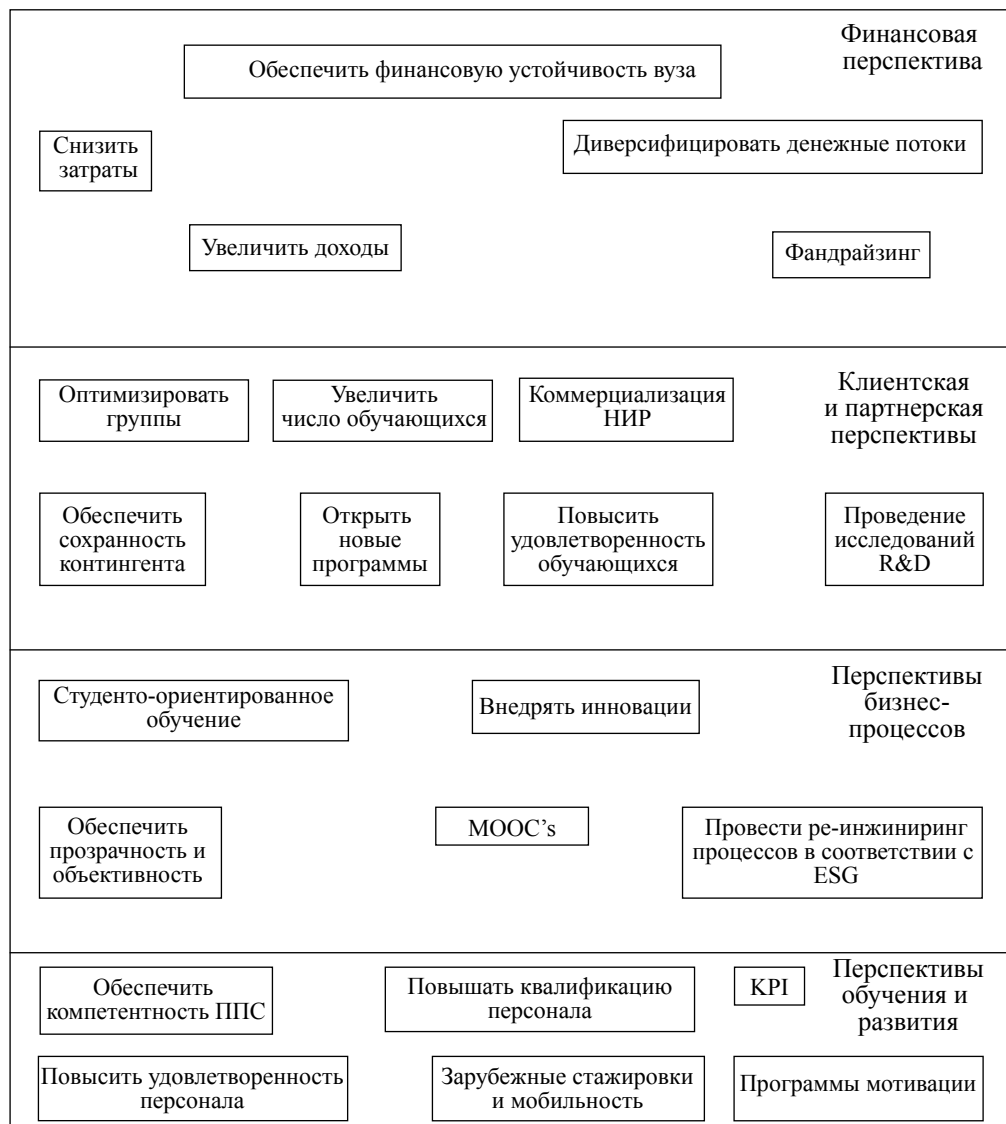 Финансовая
перспектива
Обеспечить финансовую устойчивость вуза
Снизить
затраты
Диверсифицировать денежные потоки
Увеличить доходы
Фандрайзинг
Клиентская
и партнерская
перспективы
Оптимизировать
группы
Увеличить
число обучающихся
Коммерциализация
НИР
Обеспечить
сохранность
контингента
Открыть
новые
программы
Повысить
удовлетворенность
обучающихся
Проведение
исследований
R&D
Перспективы
бизнес-
процессов
Студенто-ориентированное
обучение
Внедрять инновации
Обеспечить
прозрачность и
объективность
MOOC’s
Провести ре-инжиниринг
процессов в соответствии с
ESG
Перспективы
обучения и
развития
Обеспечить
компетентность ППС
Повышать квалификацию
персонала
KPI
Повысить удовлетворенность
персонала
Зарубежные стажировки
и мобильность
Программы мотивации